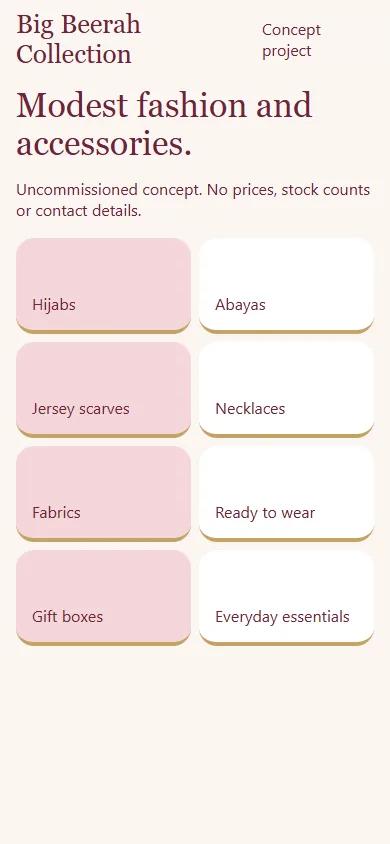 Big Beerah
Collection
Concept
project
Modest fashion and
accessories.
Uncommissioned concept. No prices, stock counts
or contact details.
Hijabs
Abayas
Jersey scarves
Necklaces
Fabrics
Ready to wear
Gift boxes
Everyday essentials